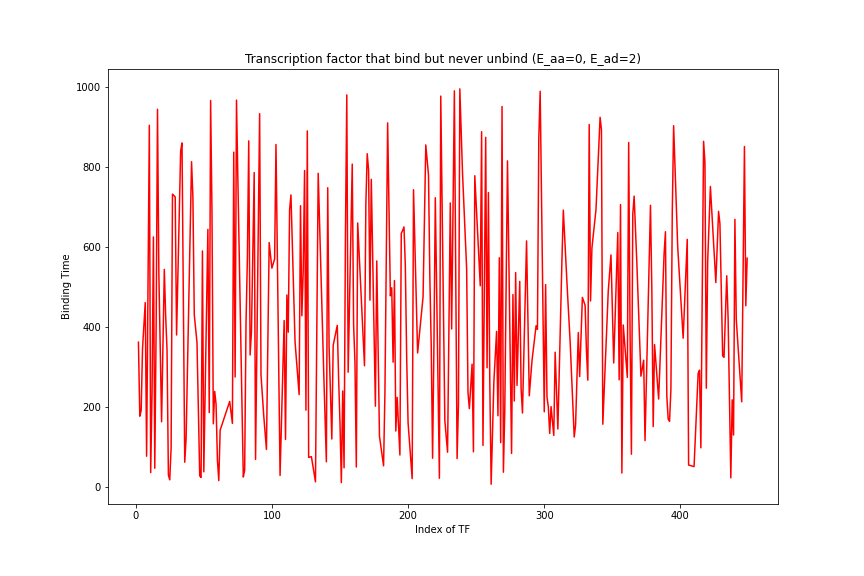 Transcription factor that bind but never unbind (E_aa=0, E_ad=2)
1000
800
600
400
200
0
Binding Time
0 100 200 300 400
Index of TF